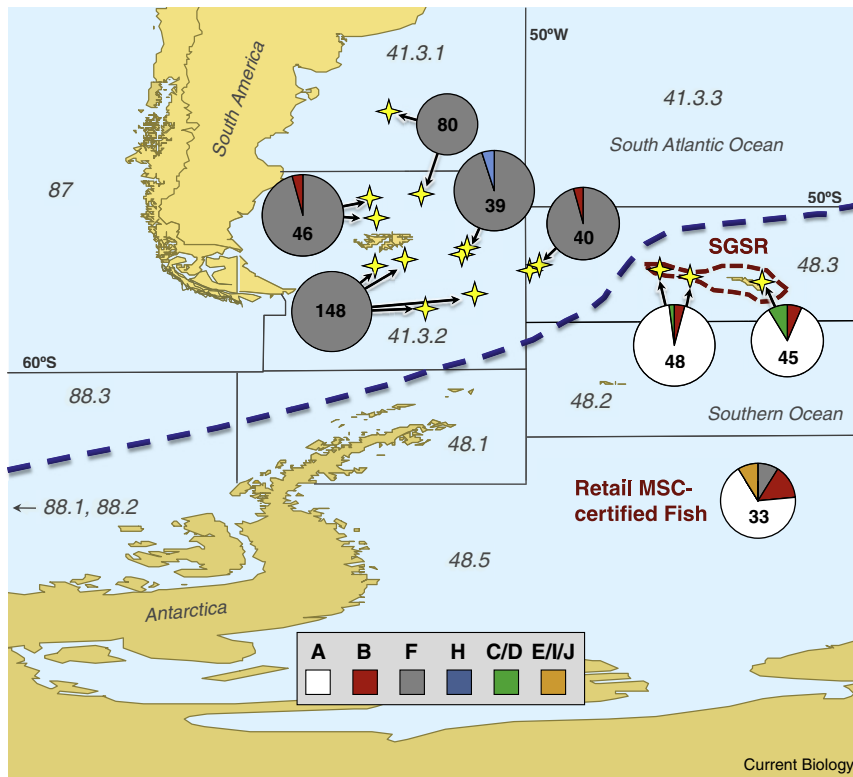 50ºW
41.3.1
South America
80
41.3.3
South Atlantic Ocean
87
39
50ºS
46
40
SGSR
48.3
148
41.3.2
48
45
60ºS
88.3
48.2
Southern Ocean
48.1
Retail MSC-
certified Fish
33
← 88.1, 88.2
48.5
Antarctica
A B F H C/D E/I/J
Current Biology